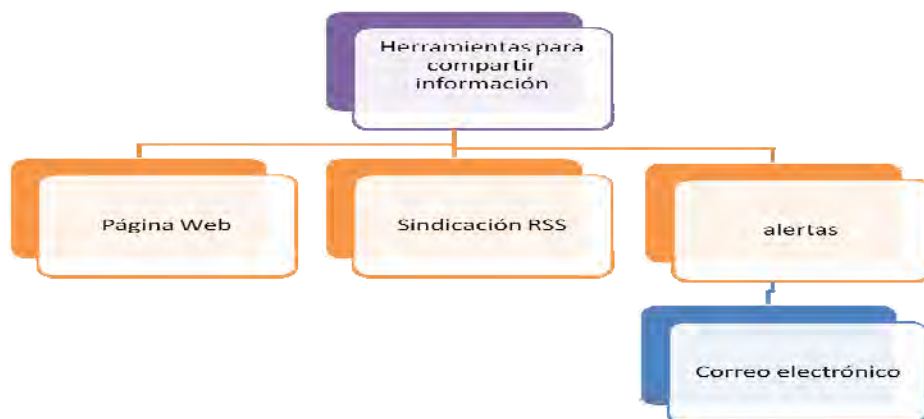 Herramientas para
compartir
información
Página Web
Sindicación RSS
alertas
Correo electrónico